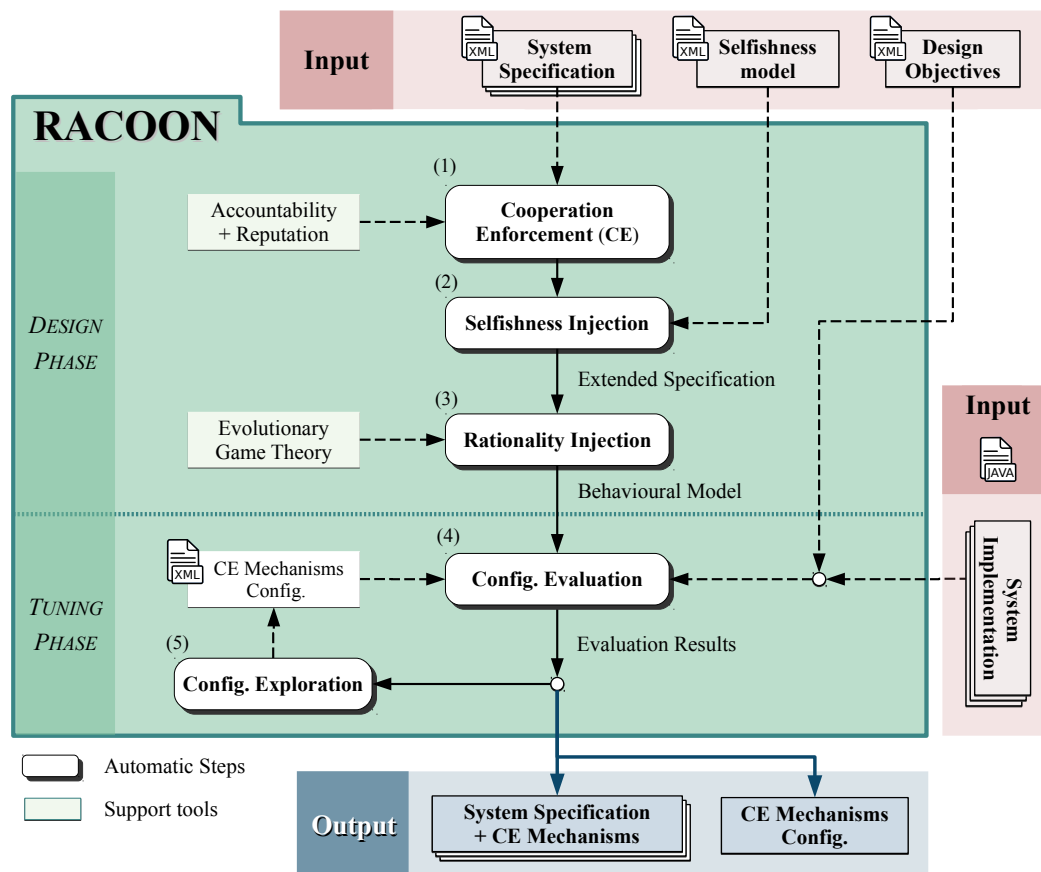 Input
XML
System
Specification
XML
Selfishness
model
XML
Design
Objectives
RACOON
(1)
Accountability
+ Reputation
Cooperation
Enforcement (CE)
(2)
Selfishness Injection
DESIGN
PHASE
Extended Specification
(3)
Evolutionary
Game Theory
Rationality Injection
Behavioural Model
Input
JAVA
System
Implementation
(4)
XML
CE Mechanisms
Config.
Config. Evaluation
TUNING
PHASE
Evaluation Results
(5)
Config. Exploration
Automatic Steps
Support tools
Output
System Specification
+ CE Mechanisms
CE Mechanisms
Config.